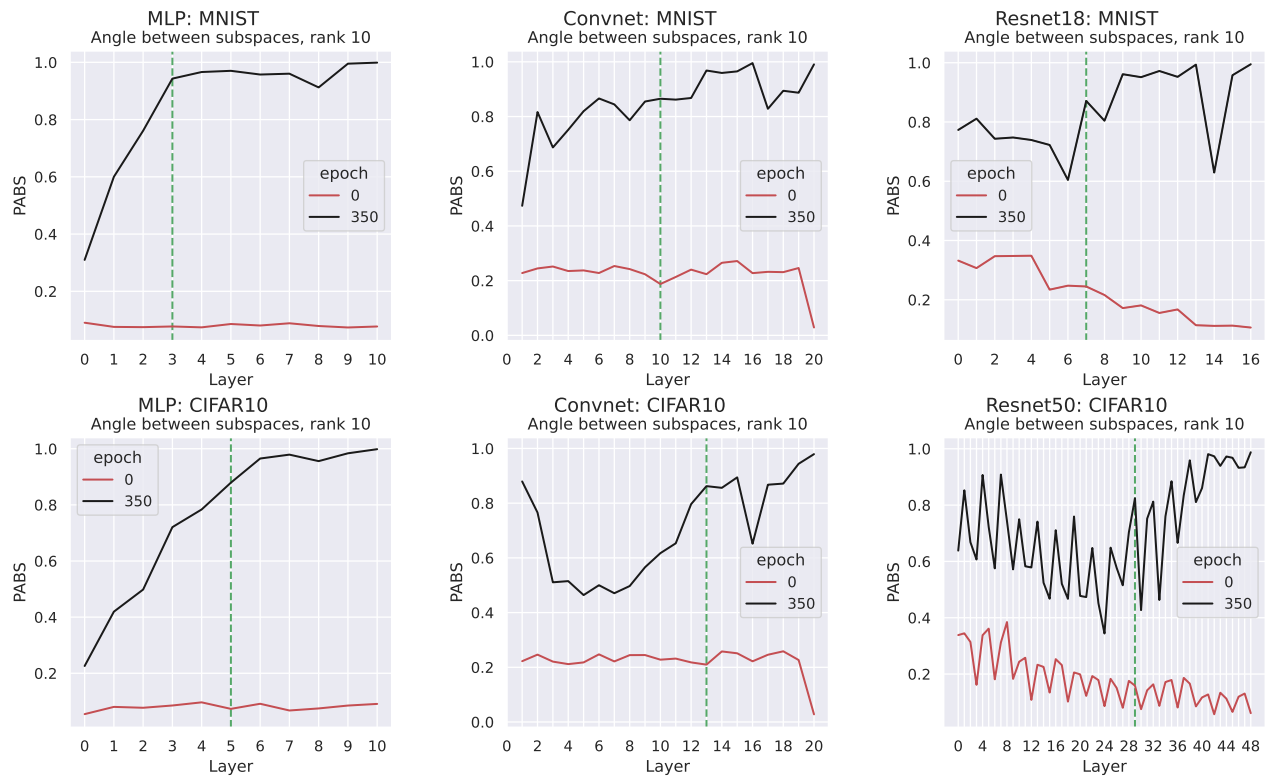 MLP: MNIST
Angle between subspaces, rank 10
PABS
1.0
0.8
0.6
0.4
0.2
epoch
0
350
0 1 2 3 4 5 6 7 8 9 10
Layer
Convnet: MNIST
Angle between subspaces, rank 10
PABS
1.0
0.8
0.6
0.4
0.2
0.0
epoch
0
350
0 2 4 6 8 10 12 14 16 18 20
Layer
Resnet18: MNIST
Angle between subspaces, rank 10
PABS
1.0
0.8
0.6
0.4
0.2
epoch
0
350
0 2 4 6 8 10 12 14 16
Layer
MLP: CIFAR10
Angle between subspaces, rank 10
PABS
1.0
0.8
0.6
0.4
0.2
epoch
0
350
0 1 2 3 4 5 6 7 8 9 10
Layer
Convnet: CIFAR10
Angle between subspaces, rank 10
PABS
1.0
0.8
0.6
0.4
0.2
0.0
epoch
0
350
0 2 4 6 8 10 12 14 16 18 20
Layer
Resnet50: CIFAR10
Angle between subspaces, rank 10
PABS
1.0
0.8
0.6
0.4
0.2
epoch
0
350
0 4 8 12 16 20 24 28 32 36 40 44 48
Layer